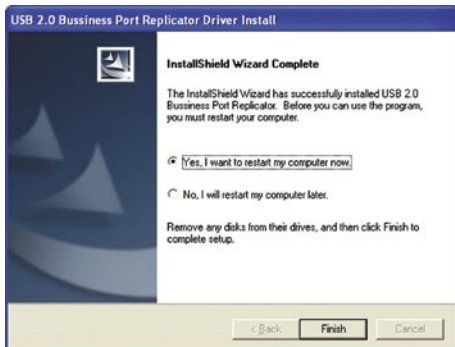 USB 2.0 Bussiness Port Replicator Driver Install
InstallShield Wizard Complete
The InstallShield Wizard has successfully installed USB 2.0
Bussiness Port Replicator. Before you can use the program,
you must restart your computer.
Yes, I want to restart my computer now.
No, I will restart my computer later.
Remove any disks from their drives, and then click Finish to
complete setup.
< Back Finish Cancel